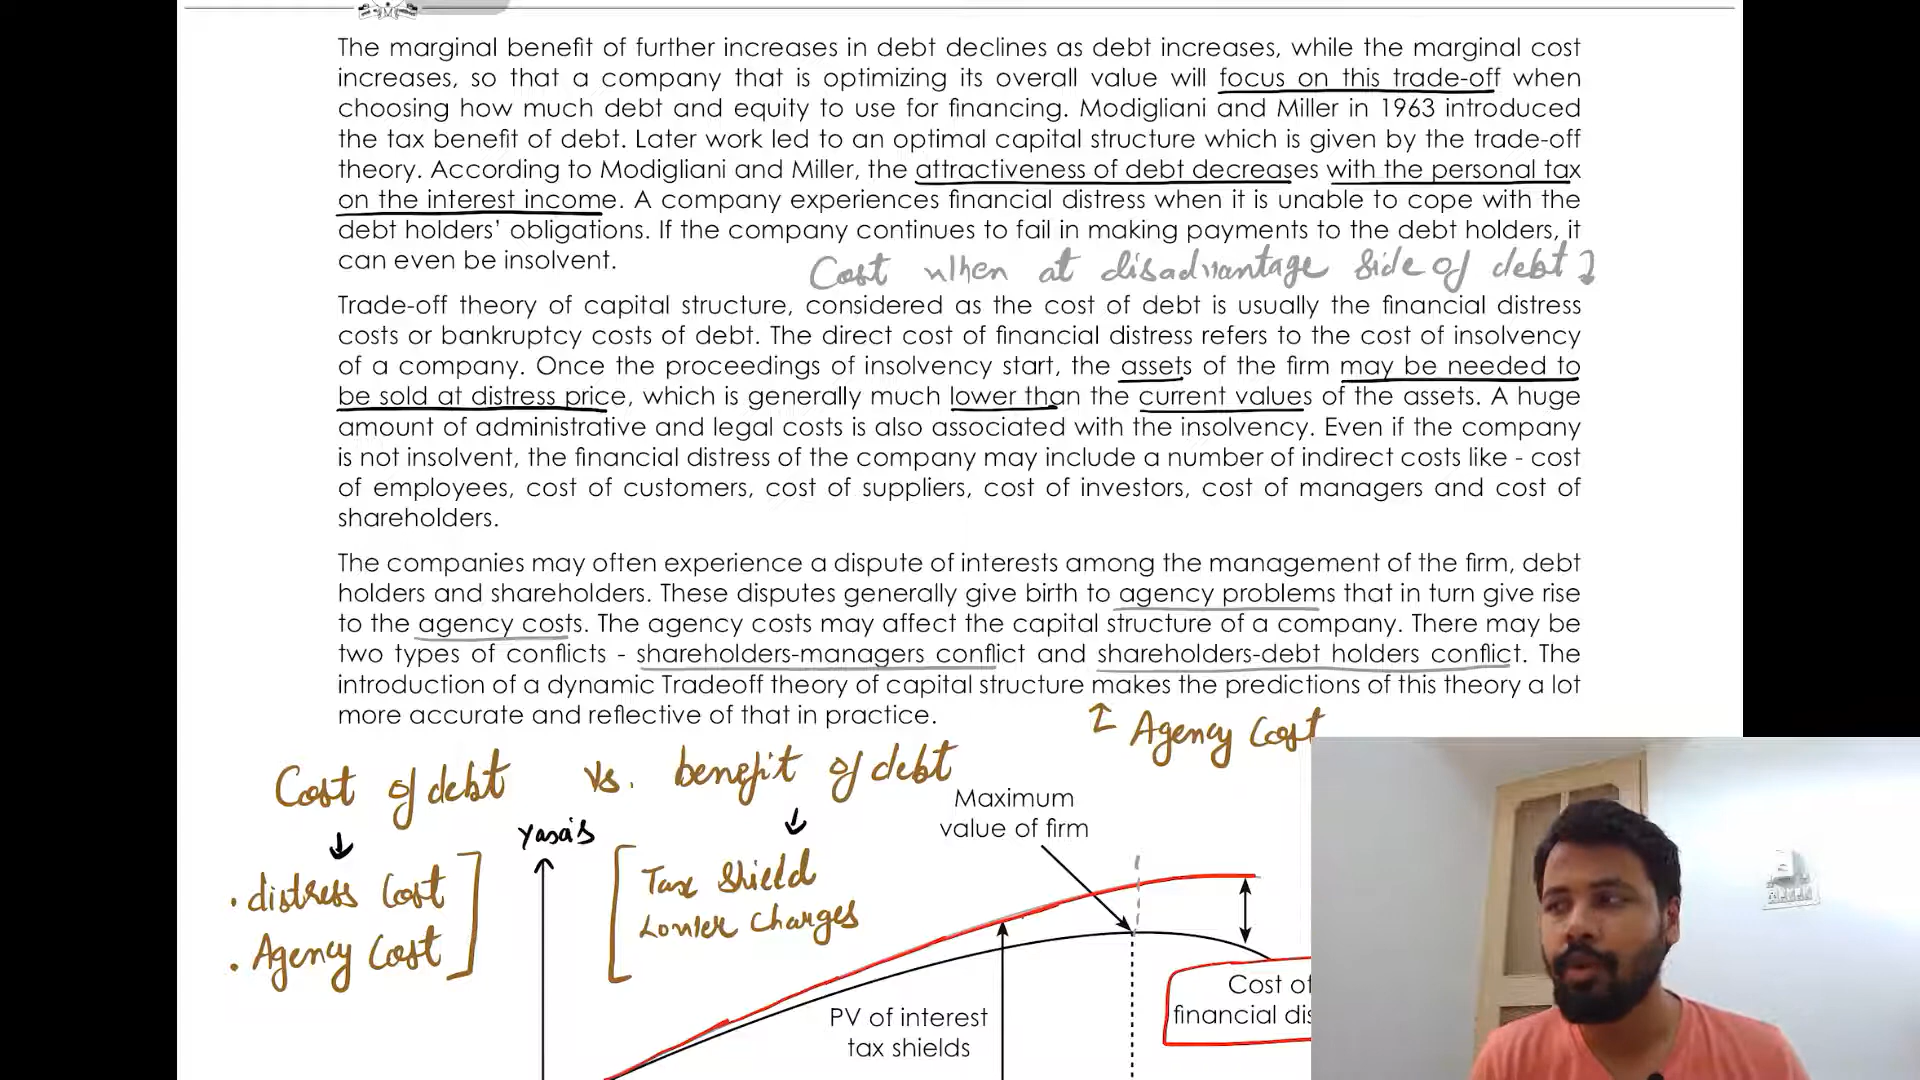 The marginal benefit of further increases in debt declines as debt increases, while the marginal cost
increases, so that a company that is optimizing its overall value will focus on this trade-off when
choosing how much debt and equity to use for financing. Modigliani and Miller in 1963 introduced
the tax benefit of debt. Later work led to an optimal capital structure which is given by the trade-off
theory. According to Modigliani and Miller, the attractiveness of debt decreases with the personal tax
on the interest income. A company experiences financial distress when it is unable to cope with the
debt holders’ obligations. If the company continues to fail in making payments to the debt holders, it
can even be insolvent.
Cost when at disadvantage side of debt
Trade-off theory of capital structure, considered as the cost of debt is usually the financial distress
costs or bankruptcy costs of debt. The direct cost of financial distress refers to the cost of insolvency
of a company. Once the proceedings of insolvency start, the assets of the firm may be needed to
be sold at distress price, which is generally much lower than the current values of the assets. A huge
amount of administrative and legal costs is also associated with the insolvency. Even if the company
is not insolvent, the financial distress of the company may include a number of indirect costs like - cost
of employees, cost of customers, cost of suppliers, cost of investors, cost of managers and cost of
shareholders.
The companies may often experience a dispute of interests among the management of the firm, debt
holders and shareholders. These disputes generally give birth to agency problems that in turn give rise
to the agency costs. The agency costs may affect the capital structure of a company. There may be
two types of conflicts - shareholders-managers conflict and shareholders-debt holders conflict. The
introduction of a dynamic Tradeoff theory of capital structure makes the predictions of this theory a lot
more accurate and reflective of that in practice.
Agency Cost
Cost of debt Vs. benefit of debt
Maximum
value of firm
Tax Shield
. distress Cost
Lower Charges
. Agency Cost
PV of interest
tax shields
Cost of
financial dis